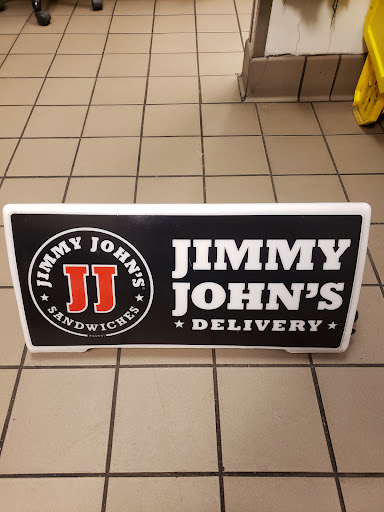 JIMMY JOHN'S
JJ
SANDWICHES
JIMMY
JOHN'S
★ DELIVERY ★